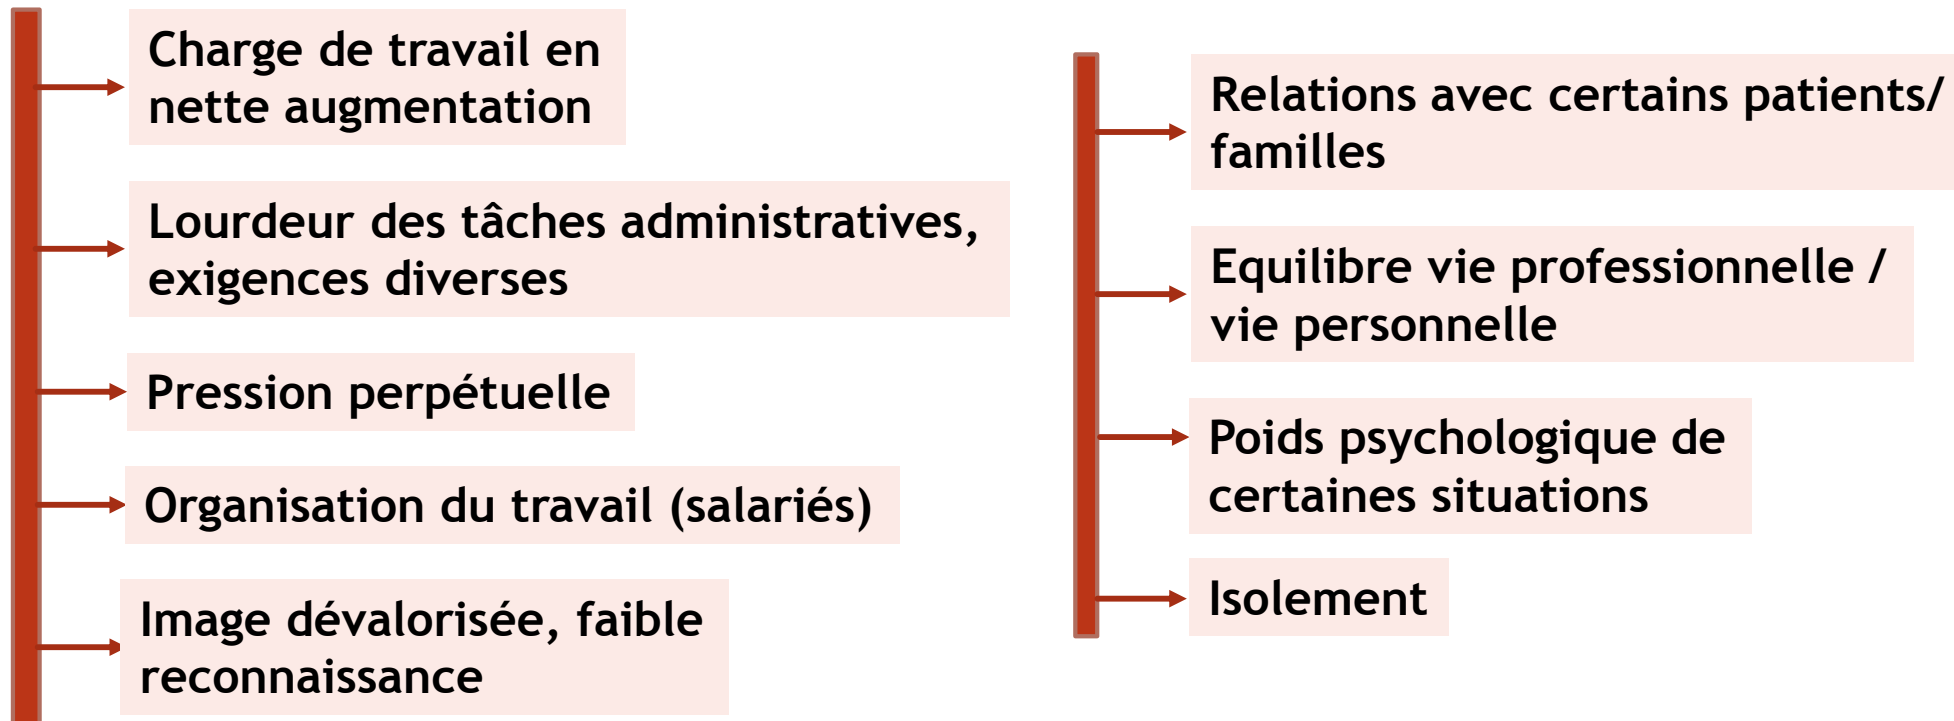 Charge de travail en
nette augmentation
Lourdeur des tâches administratives,
exigences diverses
Pression perpétuelle
Organisation du travail (salariés)
Image dévalorisée, faible
reconnaissance
Relations avec certains patients/
familles
Equilibre vie professionnelle /
vie personnelle
Poids psychologique de
certaines situations
Isolement